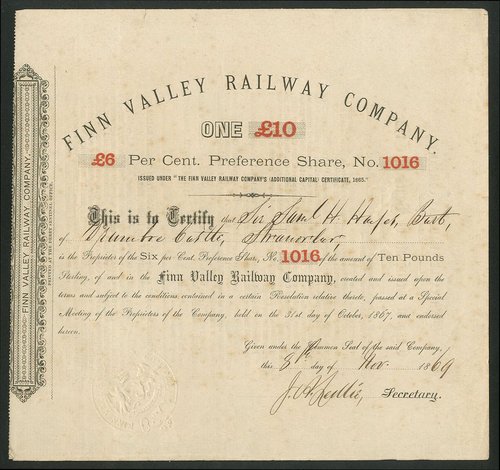 FINN VALLEY RAILWAY COMPANY.
ONE £10
£6 Per Cent. Preference Share, No. 1016
ISSUED UNDER "THE FINN VALLEY RAILWAY COMPANY'S (ADDITIONAL CAPITAL) CERTIFICATE, 1865."
This is to Certify that Sir Saml H. Hayes, Bart,
of Drumboe Castle, Stranorlar,
is the Proprietor of the Six per Cent. Preference Share, No. 1016 of the amount of Ten Pounds
Sterling, of and in the Finn Valley Railway Company, created and issued upon the
terms and subject to the conditions contained in a certain Resolution relative thereto, passed at a Special
Meeting of the Proprietors of the Company, held on the 31st day of October, 1867, and endorsed
hereon.
Given under the Common Seal of the said Company,
this 8th day of Nov. 1869
Secretary.
FINN VALLEY RAILWAY COMPANY.